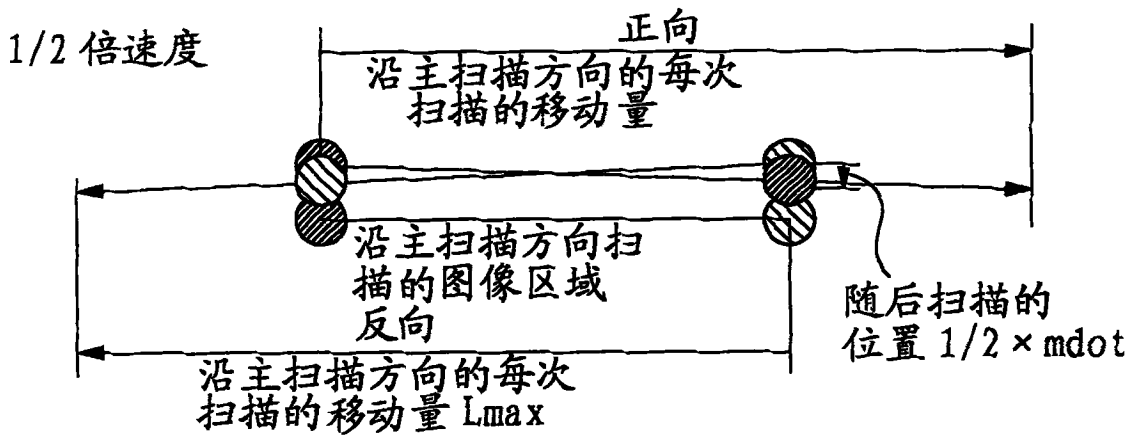 1/2 倍速度
正向
沿主扫描方向的每次
扫描的移动量
沿主扫描方向扫
描的图像区域
反向
随后扫描的
位置 1/2×mdot
沿主扫描方向的每次
扫描的移动量 Lmax